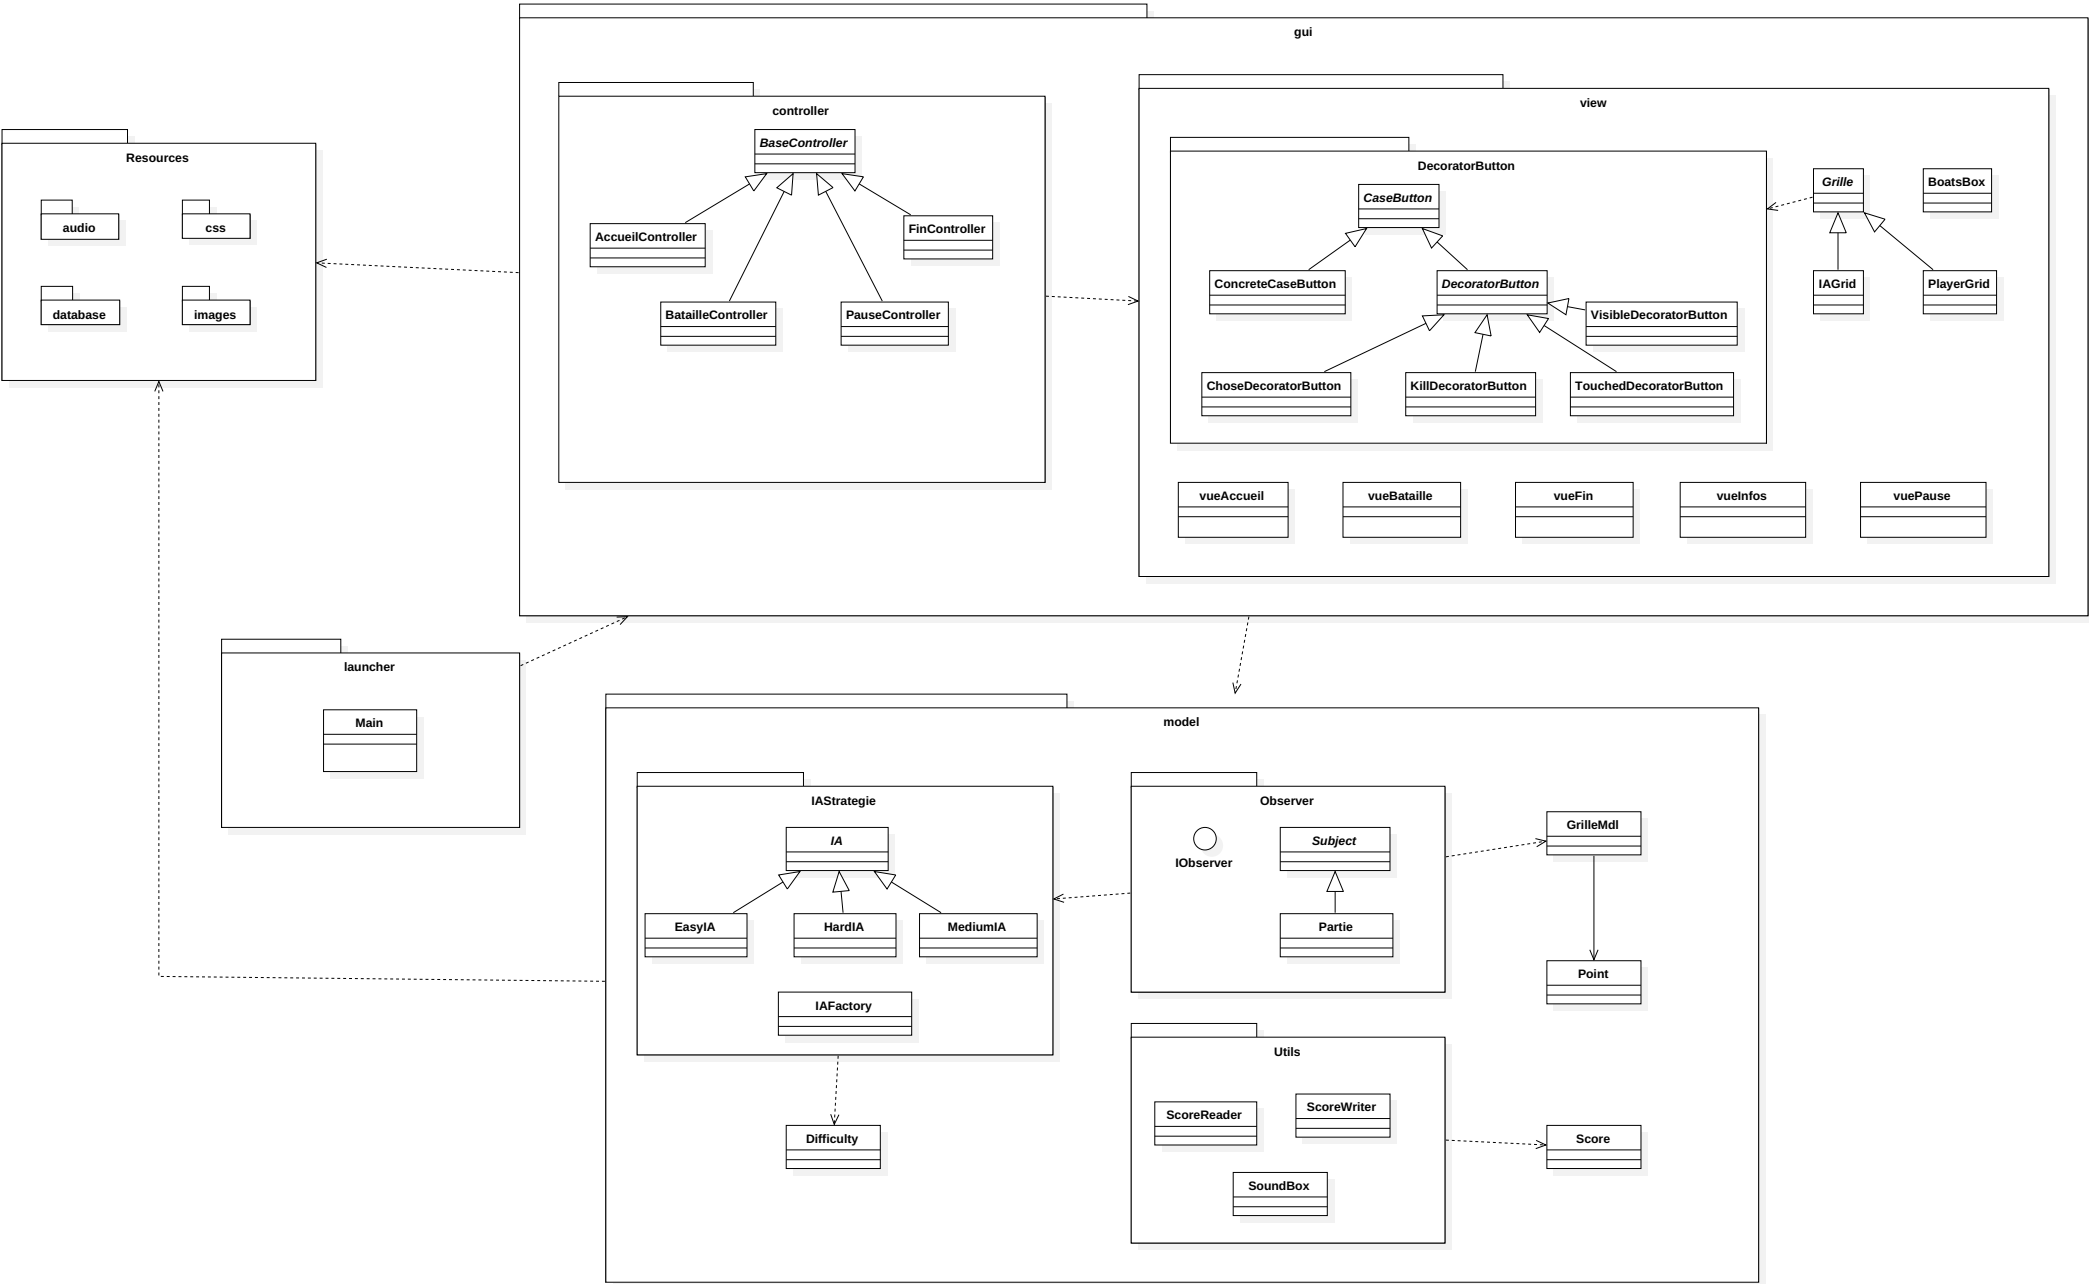 gui
controller
BaseController
AccueilController
FinController
BatailleController
PauseController
view
DecoratorButton
CaseButton
ConcreteCaseButton
DecoratorButton
VisibleDecoratorButton
ChoseDecoratorButton
KillDecoratorButton
TouchedDecoratorButton
Grille
BoatsBox
IAGrid
PlayerGrid
vueAccueil
vueBataille
vueFin
vueInfos
vuePause
Resources
audio
css
database
images
launcher
Main
model
IAStrategie
IA
EasyIA
HardIA
MediumIA
IAFactory
Difficulty
Observer
IObserver
Subject
Partie
GrilleMdl
Point
Utils
ScoreReader
ScoreWriter
SoundBox
Score